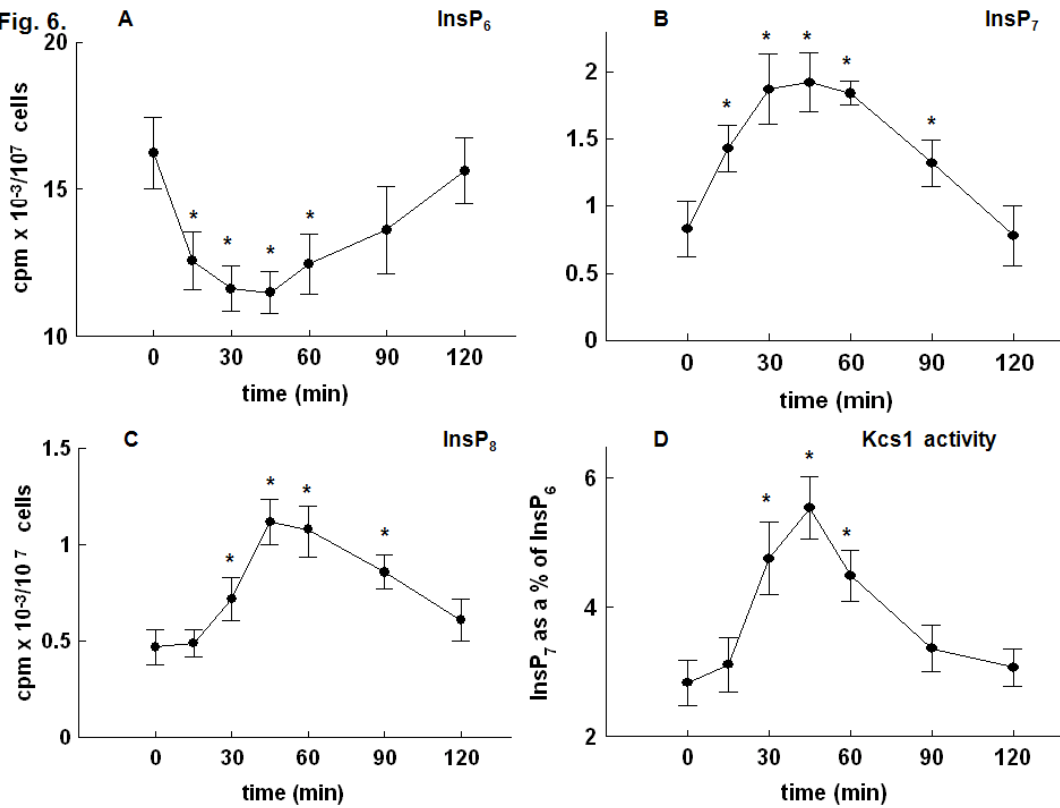 Fig. 6.
A
InsP₆
cpm x 10⁻³/10⁷ cells
20
15
10
*
*
*
*
0 30 60 90 120
time (min)
B
InsP₇
2
1.5
1
0.5
0
*
*
*
*
*
0 30 60 90 120
time (min)
C
InsP₈
cpm x 10⁻³/10⁷ cells
1.5
1
0.5
0
*
*
*
*
0 30 60 90 120
time (min)
D
Kcs1 activity
InsP₇ as a % of InsP₆
6
4
2
*
*
*
0 30 60 90 120
time (min)